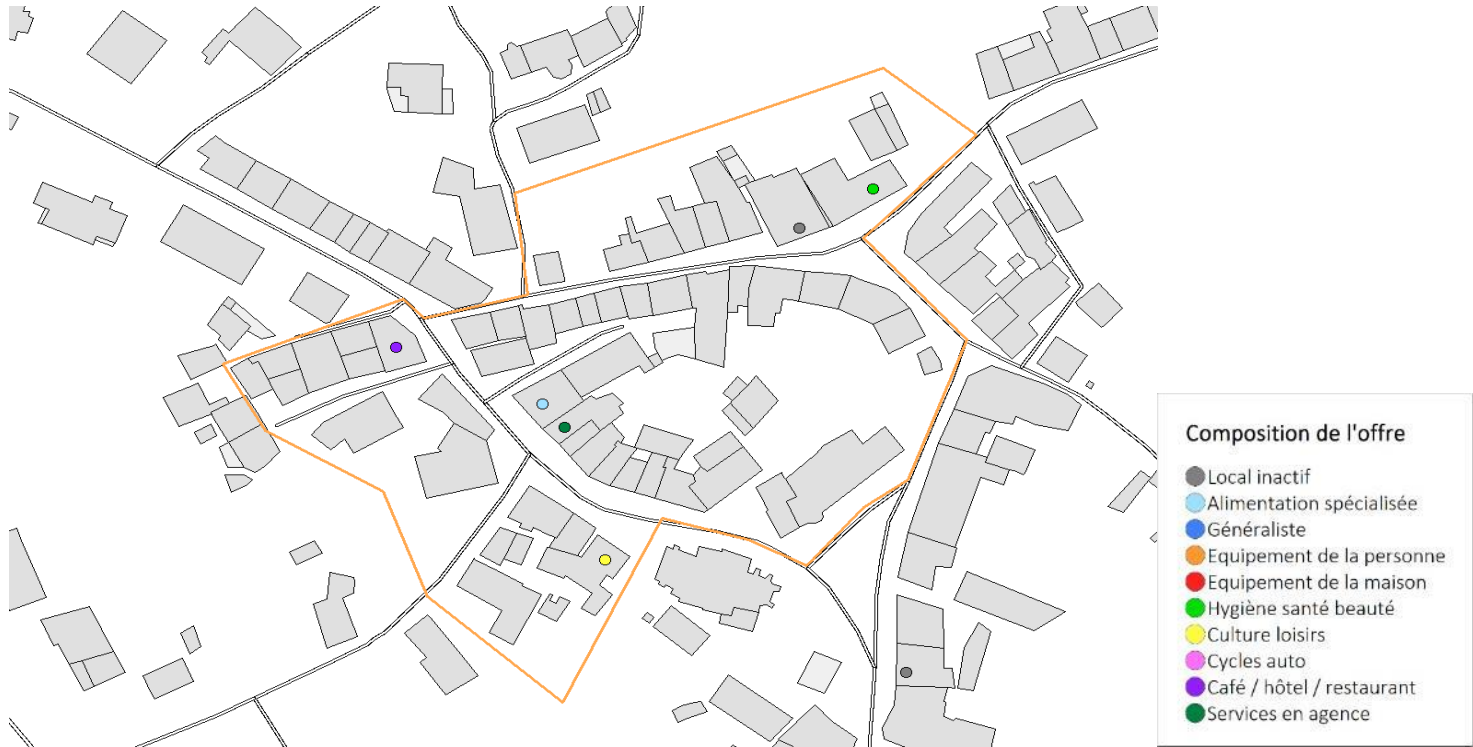 Composition de l'offre
Local inactif
Alimentation spécialisée
Généraliste
Equipement de la personne
Equipement de la maison
Hygiène santé beauté
Culture loisirs
Cycles auto
Café / hôtel / restaurant
Services en agence